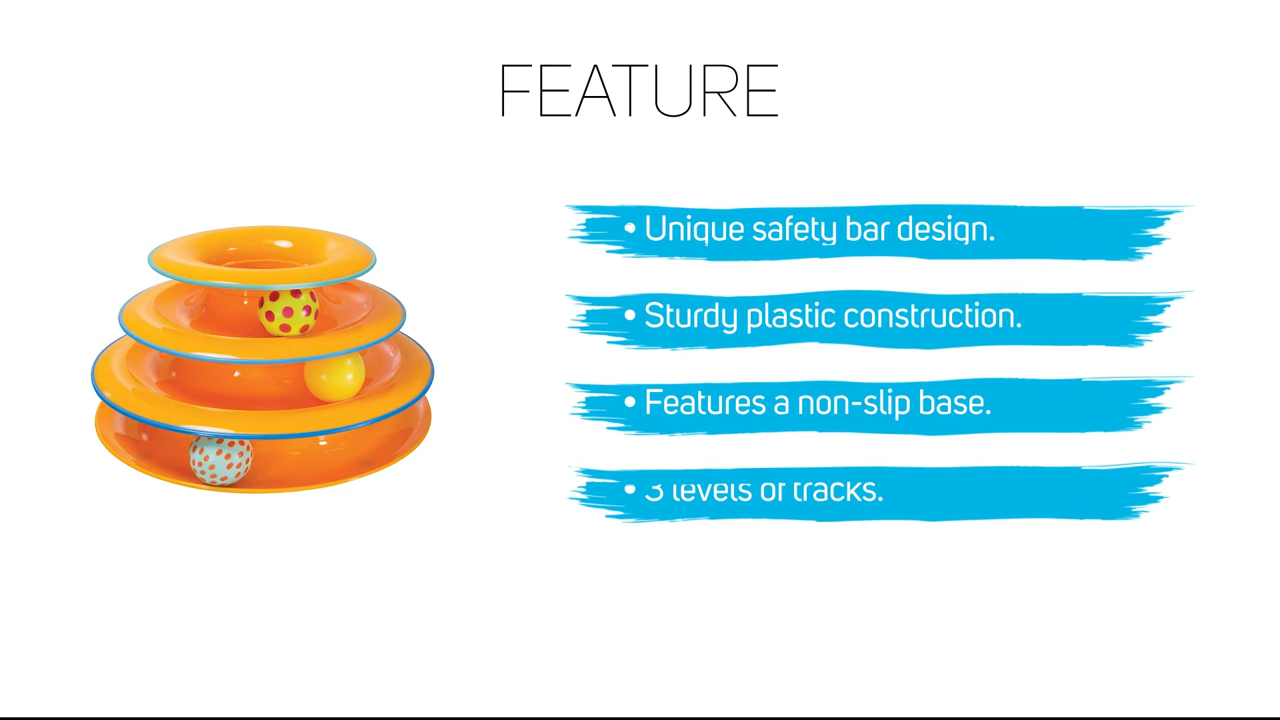 FEATURE
• Unique safety bar design.
• Sturdy plastic construction.
• Features a non-slip base.
• 3 levels of tracks.